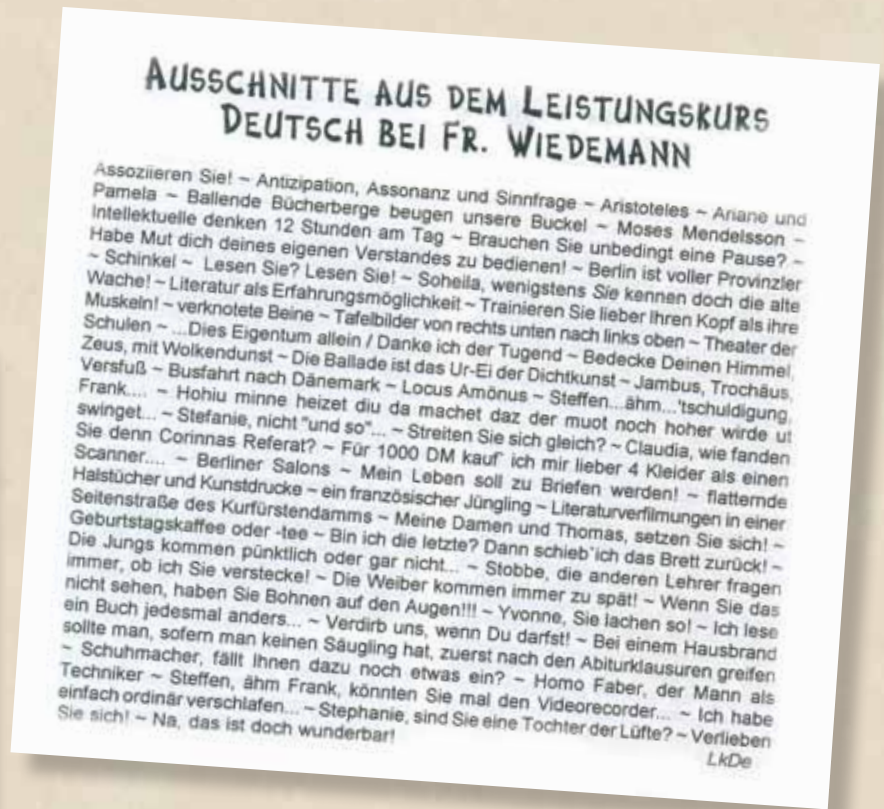 AUSSCHNITTE AUS DEM LEISTUNGSKURS
DEUTSCH BEI FR. WIEDEMANN
Assoziieren Sie! ~ Antizipation, Assonanz und Sinnfrage ~ Aristoteles ~ Ariane und
Pamela ~ Ballende Bücherberge beugen unsere Buckel ~ Moses Mendelsson ~
Intellektuelle denken 12 Stunden am Tag ~ Brauchen Sie unbedingt eine Pause? ~
Habe Mut dich deines eigenen Verstandes zu bedienen! ~ Berlin ist voller Provinzler
~ Schinkel ~ Lesen Sie? Lesen Sie! ~ Soheila, wenigstens Sie kennen doch die alte
Wache! ~ Literatur als Erfahrungsmöglichkeit ~ Trainieren Sie lieber Ihren Kopf als ihre
Muskeln! ~ verknotete Beine ~ Tafelbilder von rechts unten nach links oben ~ Theater der
Schulen ~ ...Dies Eigentum allein / Danke ich der Tugend ~ Bedecke Deinen Himmel,
Zeus, mit Wolkendunst ~ Die Ballade ist das Ur-Ei der Dichtkunst ~ Jambus, Trochäus,
Versfuß ~ Busfahrt nach Dänemark ~ Locus Amönus ~ Steffen...ähm...'tschuldigung,
Frank.... ~ Hohiu minne heizet diu da machet daz der muot noch hoher wirde ut
swinget... ~ Stefanie, nicht "und so"... ~ Streiten Sie sich gleich? ~ Claudia, wie fanden
Sie denn Corinnas Referat? ~ Für 1000 DM kauf' ich mir lieber 4 Kleider als einen
Scanner.... ~ Berliner Salons ~ Mein Leben soll zu Briefen werden! ~ flatternde
Halstücher und Kunstdrucke ~ ein französischer Jüngling ~ Literaturverfilmungen in einer
Seitenstraße des Kurfürstendamms ~ Meine Damen und Thomas, setzen Sie sich! ~
Geburtstagskaffee oder -tee ~ Bin ich die letzte? Dann schieb'ich das Brett zurück! ~
Die Jungs kommen pünktlich oder gar nicht... ~ Stobbe, die anderen Lehrer fragen
immer, ob ich Sie verstecke! ~ Die Weiber kommen immer zu spät! ~ Wenn Sie das
nicht sehen, haben Sie Bohnen auf den Augen!!! ~ Yvonne, Sie lachen so! ~ Ich lese
ein Buch jedesmal anders... ~ Verdirb uns, wenn Du darfst! ~ Bei einem Hausbrand
sollte man, sofern man keinen Säugling hat, zuerst nach den Abiturklausuren greifen
~ Schuhmacher, fällt Ihnen dazu noch etwas ein? ~ Homo Faber, der Mann als
Techniker ~ Steffen, ähm Frank, könnten Sie mal den Videorecorder... ~ Ich habe
einfach ordinär verschlafen... ~ Stephanie, sind Sie eine Tochter der Lüfte? ~ Verlieben
Sie sich! ~ Na, das ist doch wunderbar!
LkDe